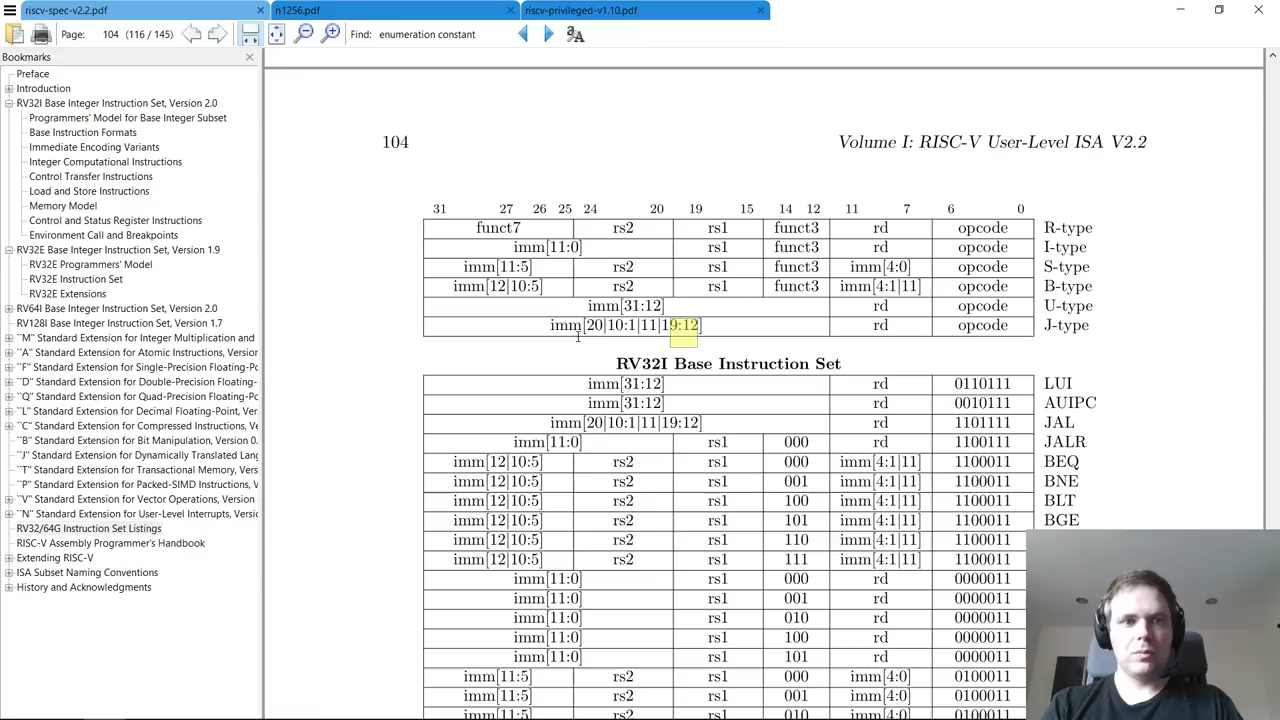 riscv-spec-v2.2.pdf n1256.pdf riscv-privileged-v1.10.pdf
Page: 104 (116 / 145) Find: enumeration constant
Bookmarks
Preface
Introduction
RV32I Base Integer Instruction Set, Version 2.0
Programmers' Model for Base Integer Subset
Base Instruction Formats
Immediate Encoding Variants
Integer Computational Instructions
Control Transfer Instructions
Load and Store Instructions
Memory Model
Control and Status Register Instructions
Environment Call and Breakpoints
RV32E Base Integer Instruction Set, Version 1.9
RV32E Programmers' Model
RV32E Instruction Set
RV32E Extensions
RV64I Base Integer Instruction Set, Version 2.0
RV128I Base Integer Instruction Set, Version 1.7
``M'' Standard Extension for Integer Multiplication and
``A'' Standard Extension for Atomic Instructions, Version
``F'' Standard Extension for Single-Precision Floating-Po
``D'' Standard Extension for Double-Precision Floating-
``Q'' Standard Extension for Quad-Precision Floating-Po
``L'' Standard Extension for Decimal Floating-Point, Ver
``C'' Standard Extension for Compressed Instructions, Ve
``B'' Standard Extension for Bit Manipulation, Version 0.
``J'' Standard Extension for Dynamically Translated Lang
``T'' Standard Extension for Transactional Memory, Vers
``P'' Standard Extension for Packed-SIMD Instructions, V
``V'' Standard Extension for Vector Operations, Version
``N'' Standard Extension for User-Level Interrupts, Versio
RV32/64G Instruction Set Listings
RISC-V Assembly Programmer's Handbook
Extending RISC-V
ISA Subset Naming Conventions
History and Acknowledgments
104 Volume I: RISC-V User-Level ISA V2.2
31 27 26 25 24 20 19 15 14 12 11 7 6 0
funct7 rs2 rs1 funct3 rd opcode R-type
imm[11:0] rs1 funct3 rd opcode I-type
imm[11:5] rs2 rs1 funct3 imm[4:0] opcode S-type
imm[12|10:5] rs2 rs1 funct3 imm[4:1|11] opcode B-type
imm[31:12] rd opcode U-type
imm[20|10:1|11|19:12] rd opcode J-type
RV32I Base Instruction Set
imm[31:12] rd 0110111 LUI
imm[31:12] rd 0010111 AUIPC
imm[20|10:1|11|19:12] rd 1101111 JAL
imm[11:0] rs1 000 rd 1100111 JALR
imm[12|10:5] rs2 rs1 000 imm[4:1|11] 1100011 BEQ
imm[12|10:5] rs2 rs1 001 imm[4:1|11] 1100011 BNE
imm[12|10:5] rs2 rs1 100 imm[4:1|11] 1100011 BLT
imm[12|10:5] rs2 rs1 101 imm[4:1|11] 1100011 BGE
imm[12|10:5] rs2 rs1 110 imm[4:1|11] 1100011
imm[12|10:5] rs2 rs1 111 imm[4:1|11] 1100011
imm[11:0] rs1 000 rd 0000011
imm[11:0] rs1 001 rd 0000011
imm[11:0] rs1 010 rd 0000011
imm[11:0] rs1 100 rd 0000011
imm[11:0] rs1 101 rd 0000011
imm[11:5] rs2 rs1 000 imm[4:0] 0100011
imm[11:5] rs2 rs1 001 imm[4:0] 0100011
imm[11:5] rs2 rs1 010 imm[4:0] 0100011